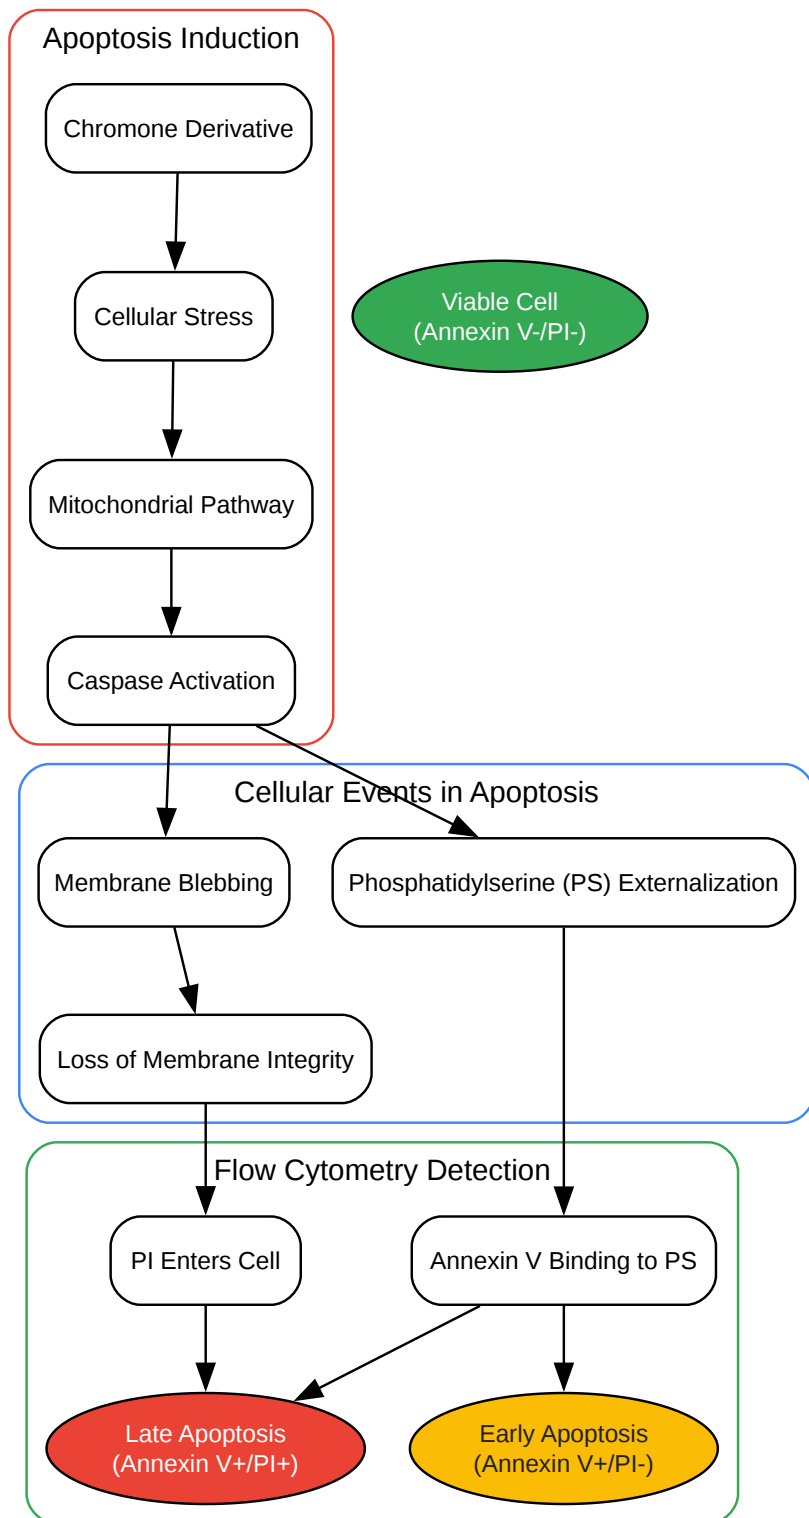 Apoptosis Induction
Chromone Derivative
Cellular Stress
Viable Cell
(Annexin V-/PI-)
Mitochondrial Pathway
Caspase Activation
Cellular Events in Apoptosis
Membrane Blebbing
Phosphatidylserine (PS) Externalization
Loss of Membrane Integrity
Flow Cytometry Detection
PI Enters Cell
Annexin V Binding to PS
Late Apoptosis
(Annexin V+/PI+)
Early Apoptosis
(Annexin V+/PI-)